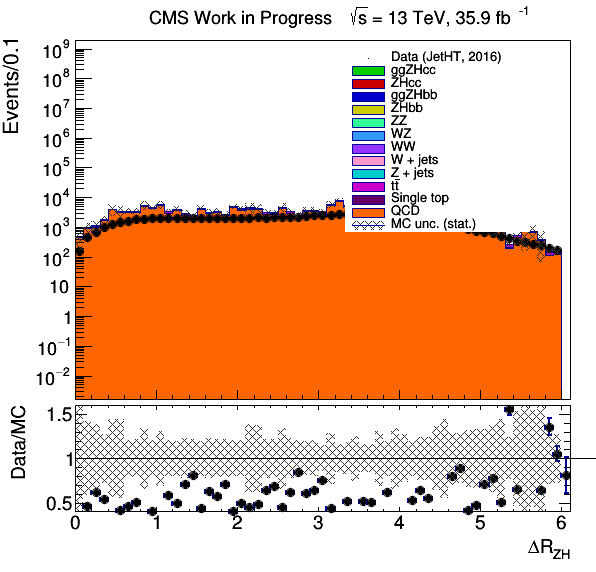 CMS Work in Progress √s = 13 TeV, 35.9 fb⁻¹
Events/0.1
10⁹
10⁸
10⁷
10⁶
10⁵
10⁴
10³
10²
10
1
10⁻¹
10⁻²
Data (JetHT, 2016)
ggZHcc
ZHcc
ggZHbb
ZHbb
ZZ
WZ
WW
W + jets
Z + jets
tt̄
Single top
QCD
MC unc. (stat.)
Data/MC
1.5
1
0.5
0 1 2 3 4 5 6
ΔR_ZH